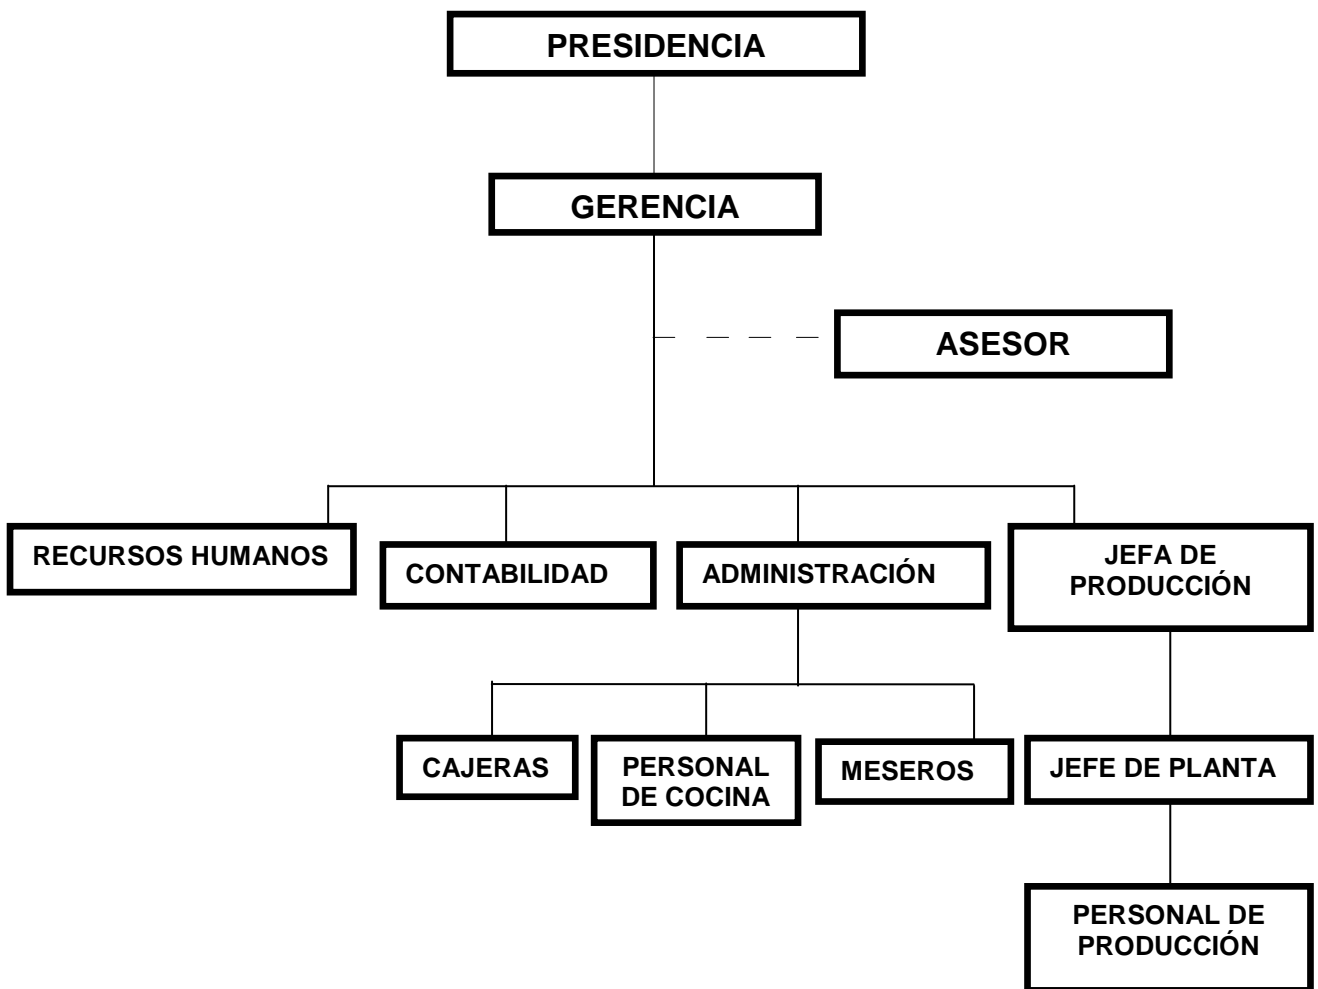 PRESIDENCIA
GERENCIA
ASESOR
RECURSOS HUMANOS
CONTABILIDAD
ADMINISTRACIÓN
JEFA DE
PRODUCCIÓN
CAJERAS
PERSONAL
DE COCINA
MESEROS
JEFE DE PLANTA
PERSONAL DE
PRODUCCIÓN